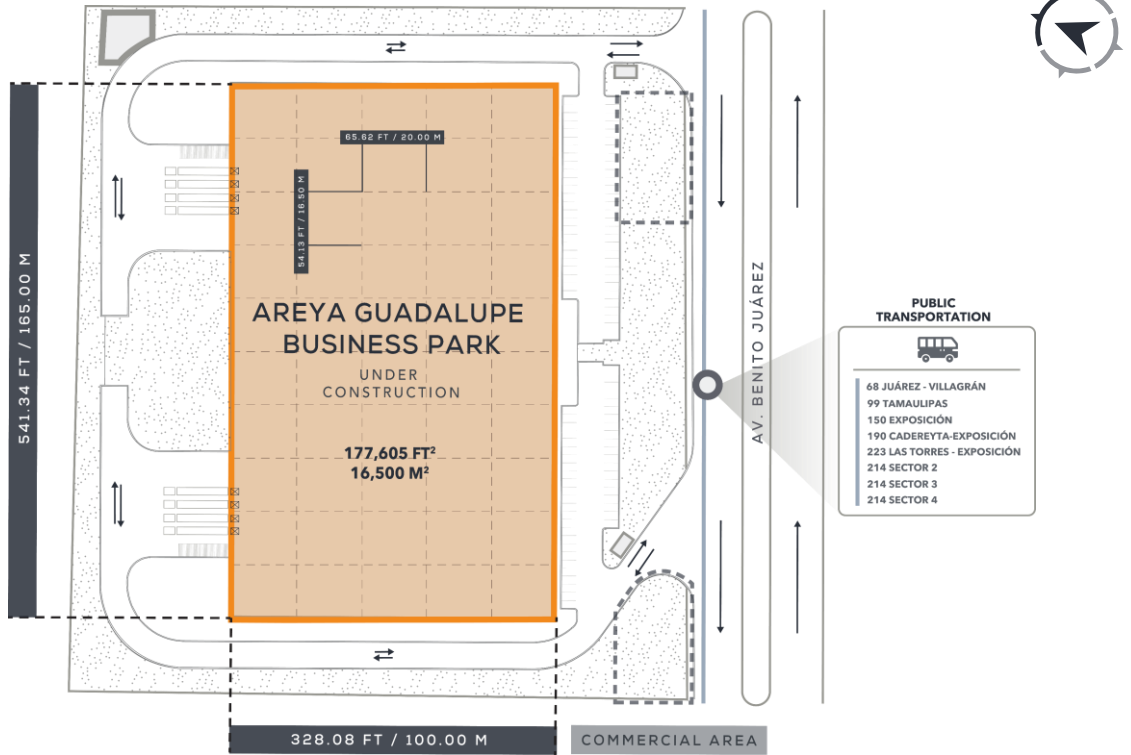 65.62 FT / 20.00 M
54.13 FT / 16.50 M
541.34 FT / 165.00 M
AREYA GUADALUPE
BUSINESS PARK
UNDER
CONSTRUCTION
177,605 FT²
16,500 M²
AV. BENITO JUÁREZ
PUBLIC
TRANSPORTATION
68 JUÁREZ - VILLAGRÁN
99 TAMAULIPAS
150 EXPOSICIÓN
190 CADEREYTA-EXPOSICIÓN
223 LAS TORRES - EXPOSICIÓN
214 SECTOR 2
214 SECTOR 3
214 SECTOR 4
328.08 FT / 100.00 M
COMMERCIAL AREA